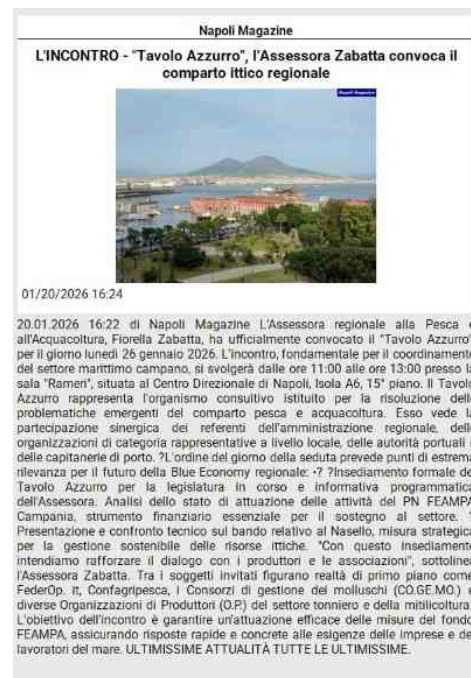 Napoli Magazine
L'INCONTRO - "Tavolo Azzurro", l'Assessora Zabatta convoca il
comparto ittico regionale
Napoli Magazine
01/20/2026 16:24
20.01.2026 16:22 di Napoli Magazine L'Assessora regionale alla Pesca e
all'Acquacoltura, Fiorella Zabatta, ha ufficialmente convocato il "Tavolo Azzurro"
per il giorno lunedì 26 gennaio 2026. L'incontro, fondamentale per il coordinamento
del settore marittimo campano, si svolgerà dalle ore 11:00 alle ore 13:00 presso la
sala "Rameri", situata al Centro Direzionale di Napoli, Isola A6, 15° piano. Il Tavolo
Azzurro rappresenta l'organismo consultivo istituito per la risoluzione delle
problematiche emergenti del comparto pesca e acquacoltura. Esso vede la
partecipazione sinergica dei referenti dell'amministrazione regionale, delle
organizzazioni di categoria rappresentative a livello locale, delle autorità portuali e
delle capitanerie di porto. ?L'ordine del giorno della seduta prevede punti di estrema
rilevanza per il futuro della Blue Economy regionale: •? ?Insediamento formale del
Tavolo Azzurro per la legislatura in corso e informativa programmatica
dell'Assessora. Analisi dello stato di attuazione delle attività del PN FEAMPA
Campania, strumento finanziario essenziale per il sostegno al settore. ?
Presentazione e confronto tecnico sul bando relativo al Nasello, misura strategica
per la gestione sostenibile delle risorse ittiche. "Con questo insediamento
intendiamo rafforzare il dialogo con i produttori e le associazioni", sottolinea
l'Assessora Zabatta. Tra i soggetti invitati figurano realtà di primo piano come
FederOp. It, Confagripesca, i Consorzi di gestione dei molluschi (CO.GE.MO.) e
diverse Organizzazioni di Produttori (O.P.) del settore tonniero e della mitilicoltura.
L'obiettivo dell'incontro è garantire un'attuazione efficace delle misure del fondo
FEAMPA, assicurando risposte rapide e concrete alle esigenze delle imprese e dei
lavoratori del mare. ULTIMISSIME ATTUALITÀ TUTTE LE ULTIMISSIME.